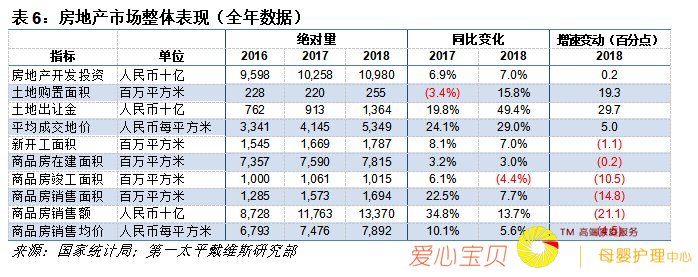 表 6：房地产市场整体表现（全年数据）
绝对量 同比变化 增速变动（百分点）
指标 单位 2016 2017 2018 2017 2018 2018
房地产开发投资 人民币十亿 9,598 10,258 10,980 6.9% 7.0% 0.2
土地购置面积 百万平方米 228 220 255 (3.4%) 15.8% 19.3
土地出让金 人民币十亿 762 913 1,364 19.8% 49.4% 29.7
平均成交地价 人民币每平方米 3,341 4,145 5,349 24.1% 29.0% 5.0
新开工面积 百万平方米 1,545 1,669 1,787 8.1% 7.0% (1.1)
商品房在建面积 百万平方米 7,357 7,590 7,815 3.2% 3.0% (0.2)
商品房竣工面积 百万平方米 1,000 1,061 1,015 6.1% (4.4%) (10.5)
商品房销售面积 百万平方米 1,285 1,573 1,694 22.5% 7.7% (14.8)
商品房销售额 人民币十亿 8,728 11,763 13,370 34.8% 13.7% (21.1)
商品房销售均价 人民币每平方米 6,793 7,476 7,892 10.1% 5.6% (4.5)
来源：国家统计局；第一太平戴维斯研究部
爱心宝贝
TM 高端家庭服务
母婴护理中心